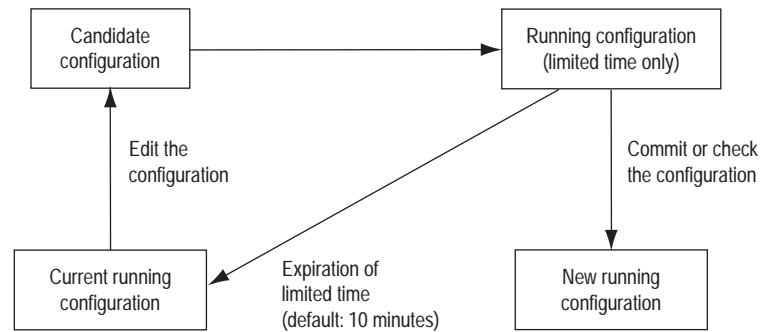 Candidate
configuration
Running configuration
(limited time only)
Edit the
configuration
Commit or check
the configuration
Current running
configuration
Expiration of
limited time
(default: 10 minutes)
New running
configuration